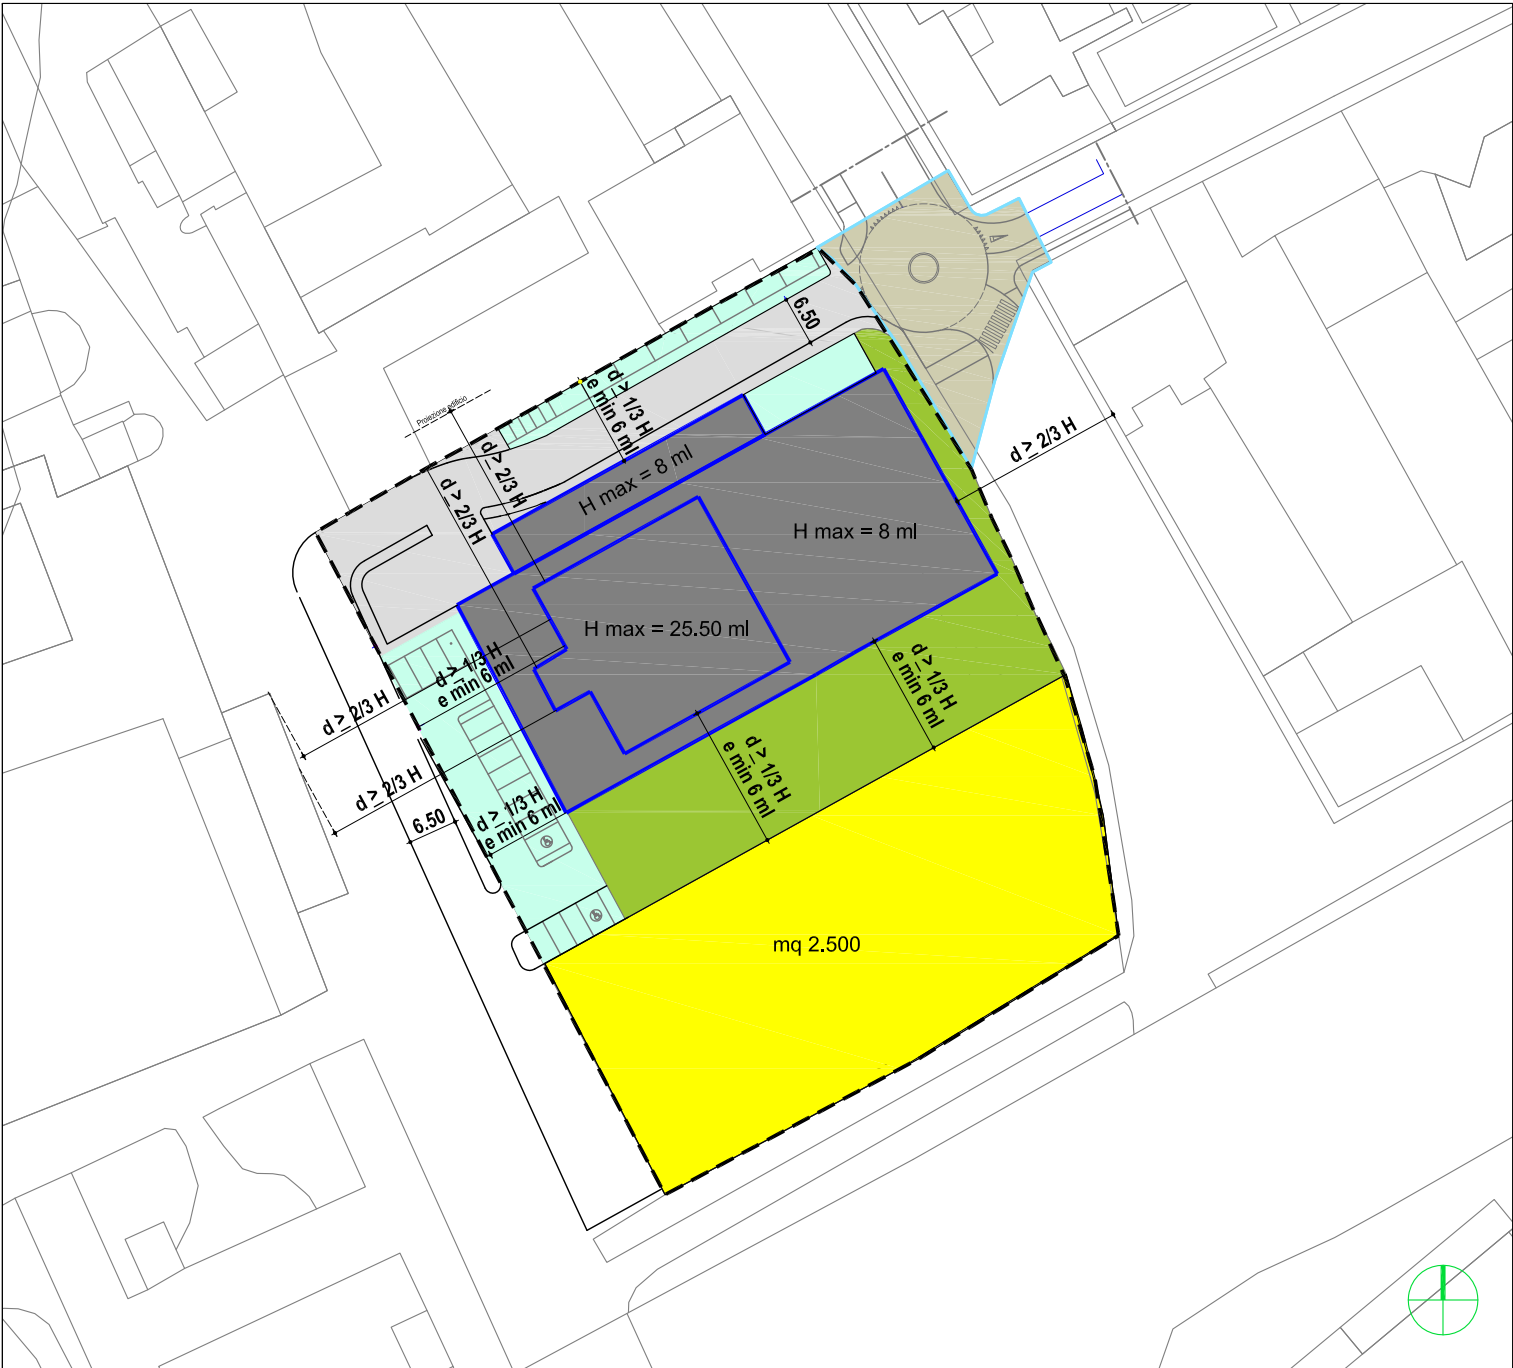 6.50
Proiezione edificio
d > 1/3 H
e min 6 ml
d > 2/3 H
d > 2/3 H
d > 2/3 H
H max = 8 ml
H max = 8 ml
H max = 25.50 ml
d > 1/3 H
e min 6 ml
d > 1/3 H
e min 6 ml
d > 2/3 H
d > 1/3 H
e min 6 ml
d > 2/3 H
d > 1/3 H
e min 6 ml
6.50
mq 2.500